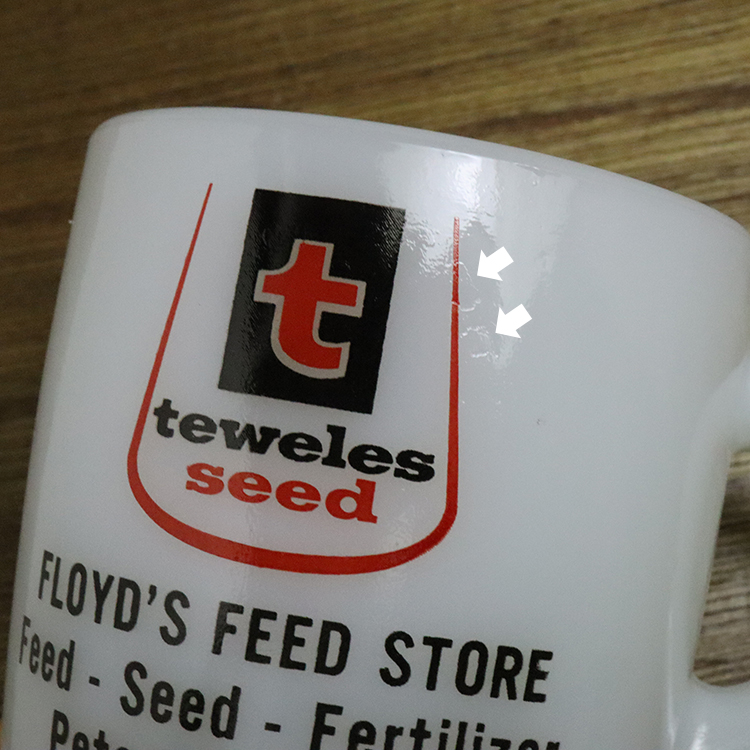 t
teweles
seed
FLOYD'S FEED STORE
Feed - Seed - Fertilizer